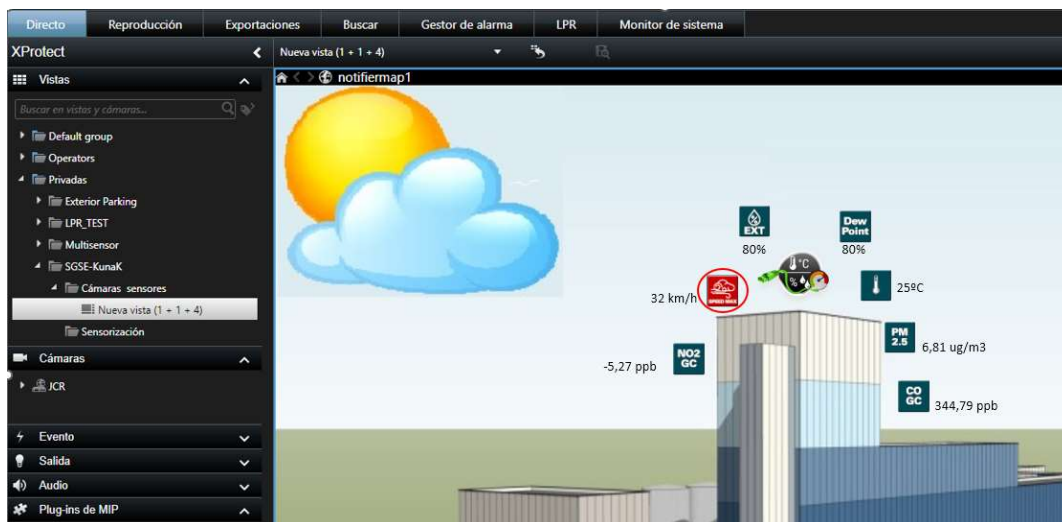 Directo Reproducción Exportaciones Buscar Gestor de alarma LPR Monitor de sistema
XProtect
Nueva vista (1 + 1 + 4)
Vistas
notifiermap1
Buscar en vistas y cámaras...
Default group
Operators
Privadas
Exterior Parking
LPR_TEST
Multisensor
SGSE-KunaK
Cámaras sensores
Nueva vista (1 + 1 + 4)
Sensorización
Cámaras
JCR
Evento
Salida
Audio
Plug-ins de MIP
EXT
80%
Dew
Point
80%
°C
%
32 km/h
25ºC
PM
2.5
6,81 ug/m3
NO2
GC
-5,27 ppb
CO
GC
344,79 ppb